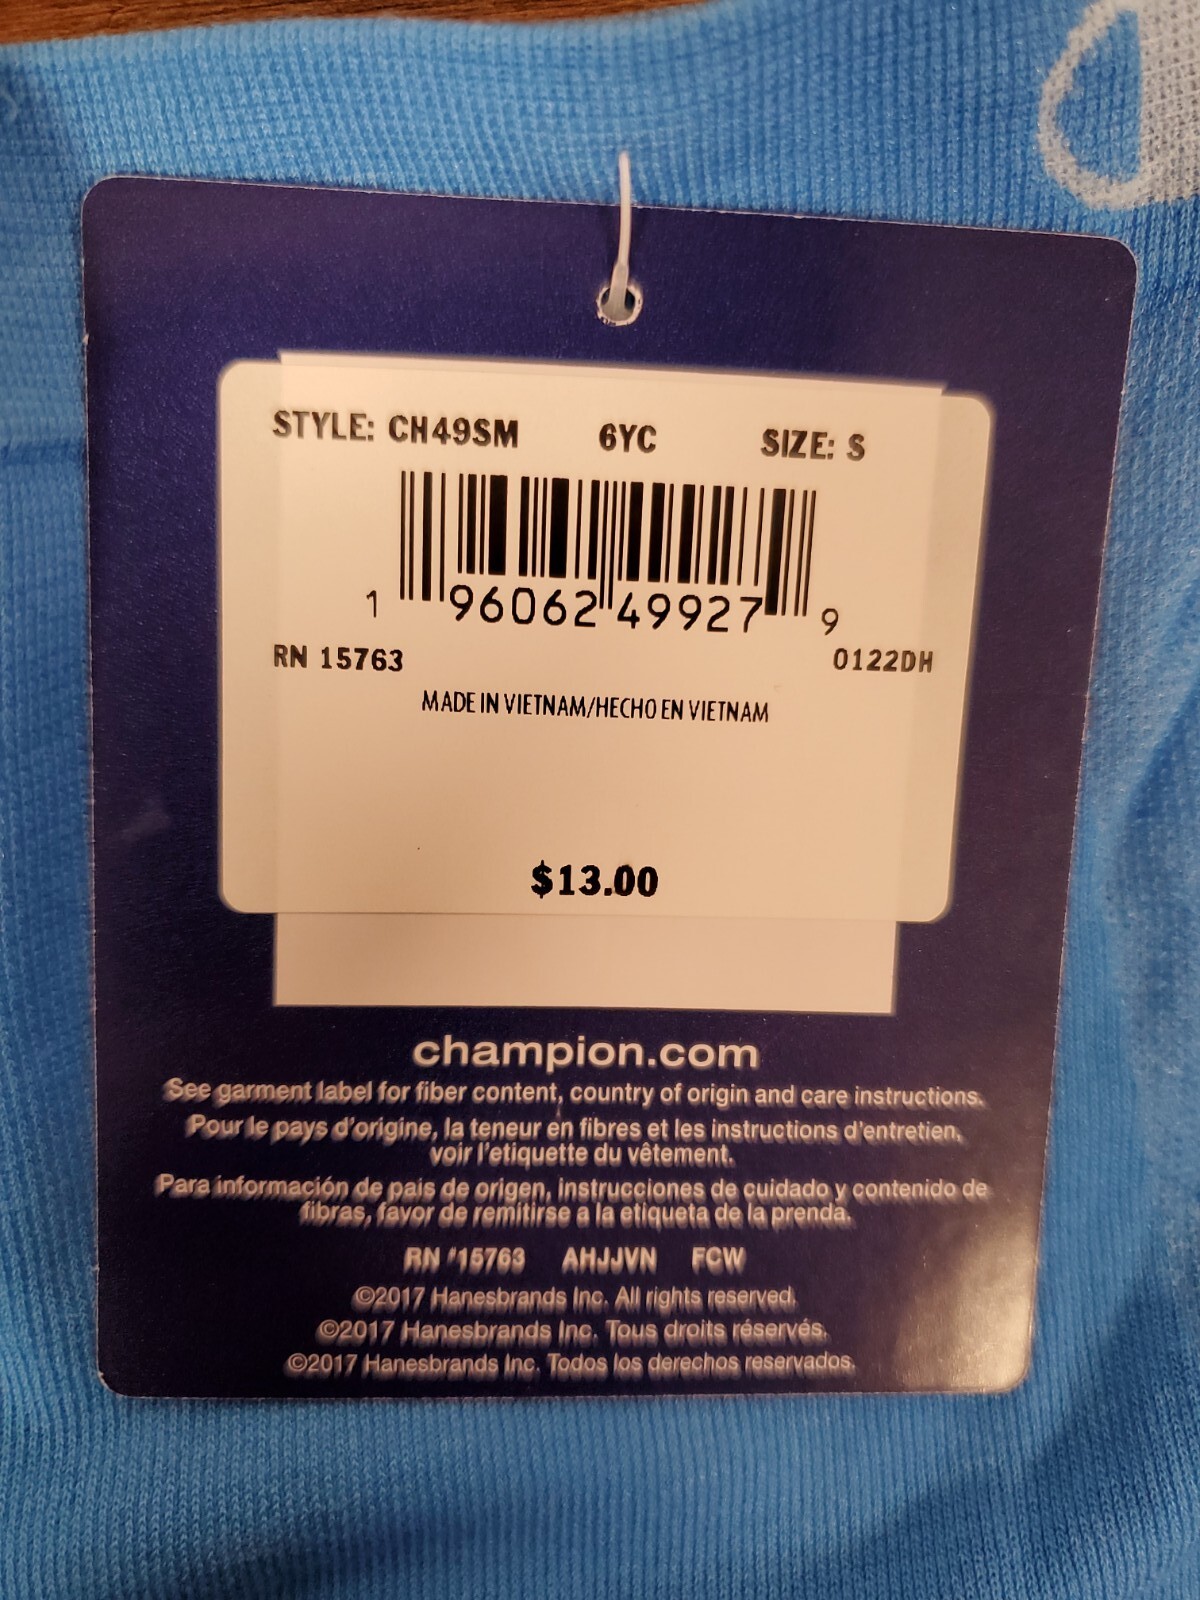 STYLE: CH49SM 6YC SIZE: S
1 96062 49927 9
RN 15763 0122DH
MADE IN VIETNAM/HECHO EN VIETNAM
$13.00
champion.com
See garment label for fiber content, country of origin and care instructions.
Pour le pays d'origine, la teneur en fibres et les instructions d'entretien,
voir l'etiquette du vêtement.
Para información de pais de origen, instrucciones de cuidado y contenido de
fibras, favor de remitirse a la etiqueta de la prenda.
RN #15763 AHJJVN FCW
©2017 Hanesbrands Inc. All rights reserved.
©2017 Hanesbrands Inc. Tous droits réservés.
©2017 Hanesbrands Inc. Todos los derechos reservados.